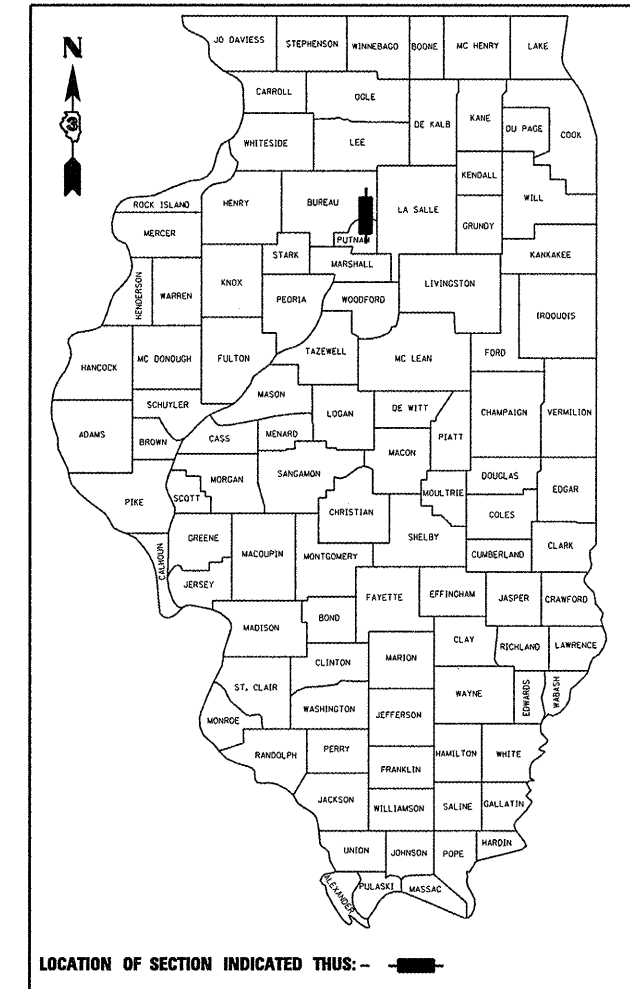 JO DAVIESS STEPHENSON WINNEBAGO BOONE MC HENRY LAKE
N
CARROLL OGLE
3
DE KALB KANE DU PAGE COOK
WHITESIDE LEE
KENDALL
ROCK ISLAND HENRY BUREAU LA SALLE WILL
MERCER PUTNAM GRUNDY
STARK MARSHALL KANKAKEE
HENDERSON WARREN KNOX PEORIA WOODFORD LIVINGSTON IROQUOIS
HANCOCK MC DONOUGH FULTON TAZEWELL MC LEAN FORD
SCHUYLER MASON LOGAN DE WITT CHAMPAIGN VERMILION
ADAMS BROWN CASS MENARD MACON PIATT
PIKE SCOTT MORGAN SANGAMON CHRISTIAN MOULTRIE DOUGLAS EDGAR
COLES
CALHOUN GREENE MACOUPIN MONTGOMERY SHELBY CUMBERLAND CLARK
JERSEY
FAYETTE EFFINGHAM JASPER CRAWFORD
MADISON BOND
CLINTON MARION CLAY RICHLAND LAWRENCE
ST. CLAIR WASHINGTON WAYNE EDWARDS WABASH
MONROE JEFFERSON
RANDOLPH PERRY HAMILTON WHITE
FRANKLIN
JACKSON WILLIAMSON SALINE GALLATIN
UNION JOHNSON POPE HARDIN
ALEXANDER PULASKI MASSAC
LOCATION OF SECTION INDICATED THUS: -